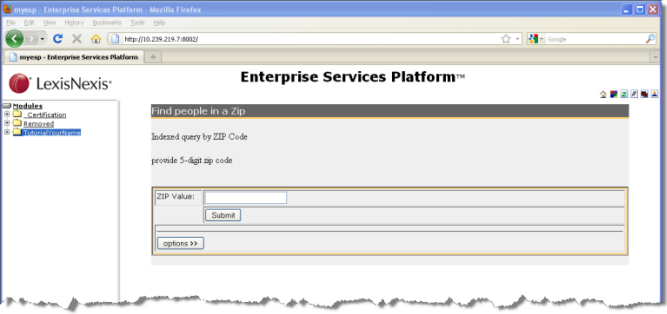 myesp - Enterprise Services Platform - Mozilla Firefox
File Edit View History Bookmarks Tools Help
http://10.239.219.7:8002/
Google
myesp - Enterprise Services Platform
LexisNexis
Enterprise Services Platform™
Modules
_Certification
Removed
TutorialYourName
Find people in a Zip
Indexed query by ZIP Code
provide 5-digit zip code
ZIP Value:
Submit
options >>